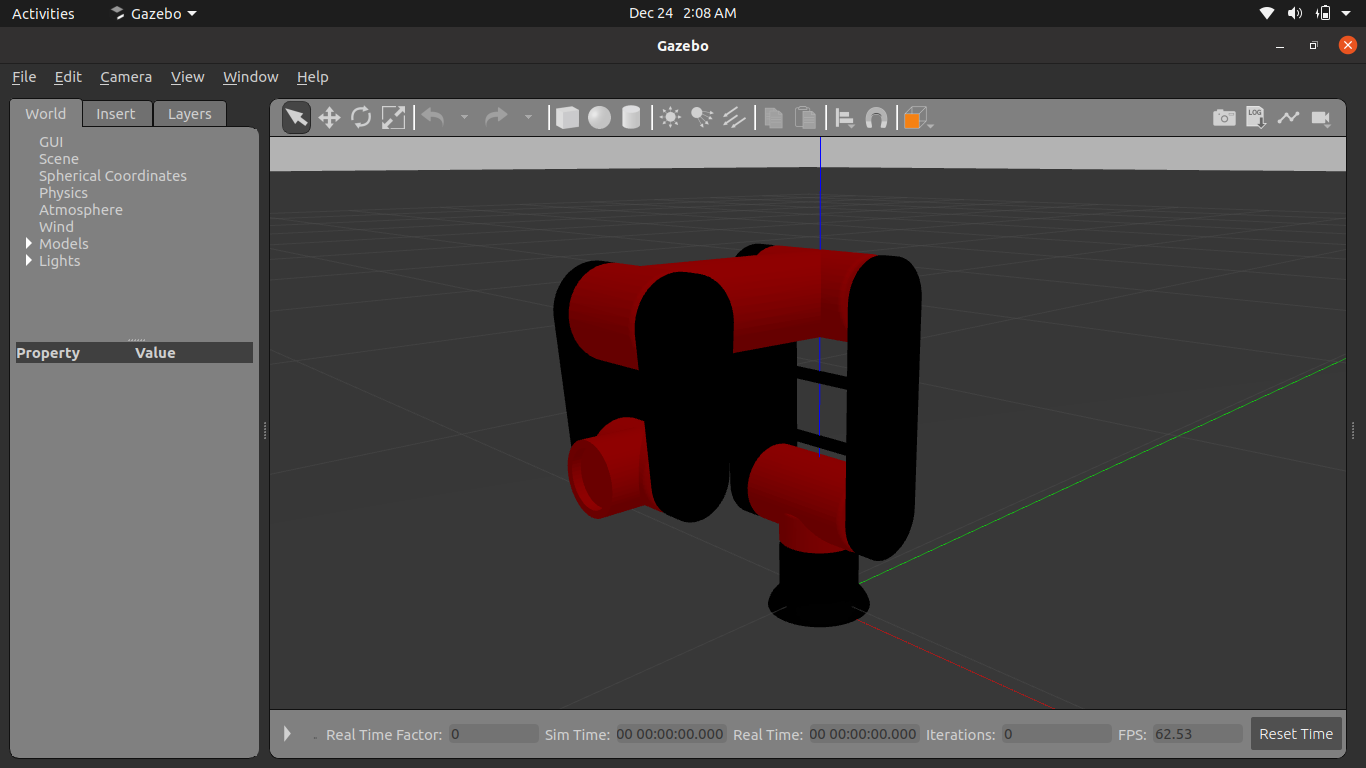 Activities Gazebo Dec 24 2:08 AM
Gazebo
File Edit Camera View Window Help
World Insert Layers
LOG
GUI
Scene
Spherical Coordinates
Physics
Atmosphere
Wind
Models
Lights
Property Value
Real Time Factor: 0 Sim Time: 00 00:00:00.000 Real Time: 00 00:00:00.000 Iterations: 0 FPS: 62.53 Reset Time